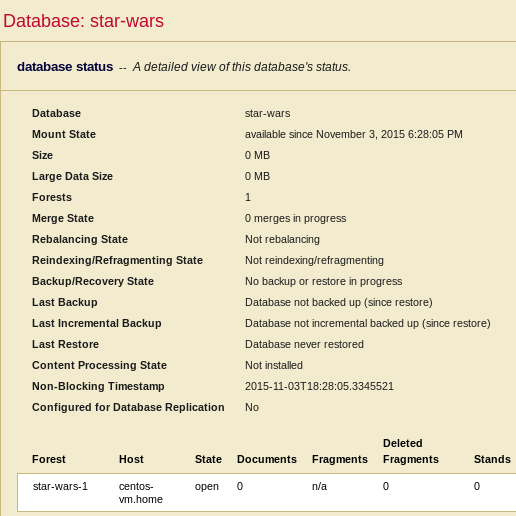 Database: star-wars
database status -- A detailed view of this database's status.
Database star-wars
Mount State available since November 3, 2015 6:28:05 PM
Size 0 MB
Large Data Size 0 MB
Forests 1
Merge State 0 merges in progress
Rebalancing State Not rebalancing
Reindexing/Refragmenting State Not reindexing/refragmenting
Backup/Recovery State No backup or restore in progress
Last Backup Database not backed up (since restore)
Last Incremental Backup Database not incremental backed up (since restore)
Last Restore Database never restored
Content Processing State Not installed
Non-Blocking Timestamp 2015-11-03T18:28:05.3345521
Configured for Database Replication No
Deleted
Forest Host State Documents Fragments Fragments Stands
star-wars-1 centos- open 0 n/a 0 0
vm.home